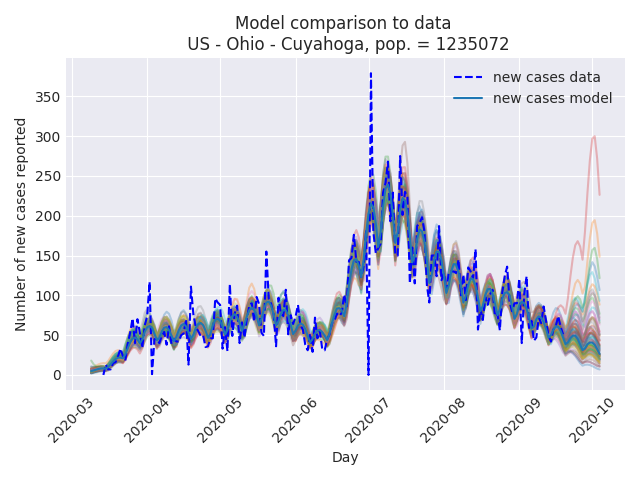 Model comparison to data
US - Ohio - Cuyahoga, pop. = 1235072
new cases data
new cases model
Number of new cases reported
350
300
250
200
150
100
50
0
2020-03
2020-04
2020-05
2020-06
2020-07
2020-08
2020-09
2020-10
Day